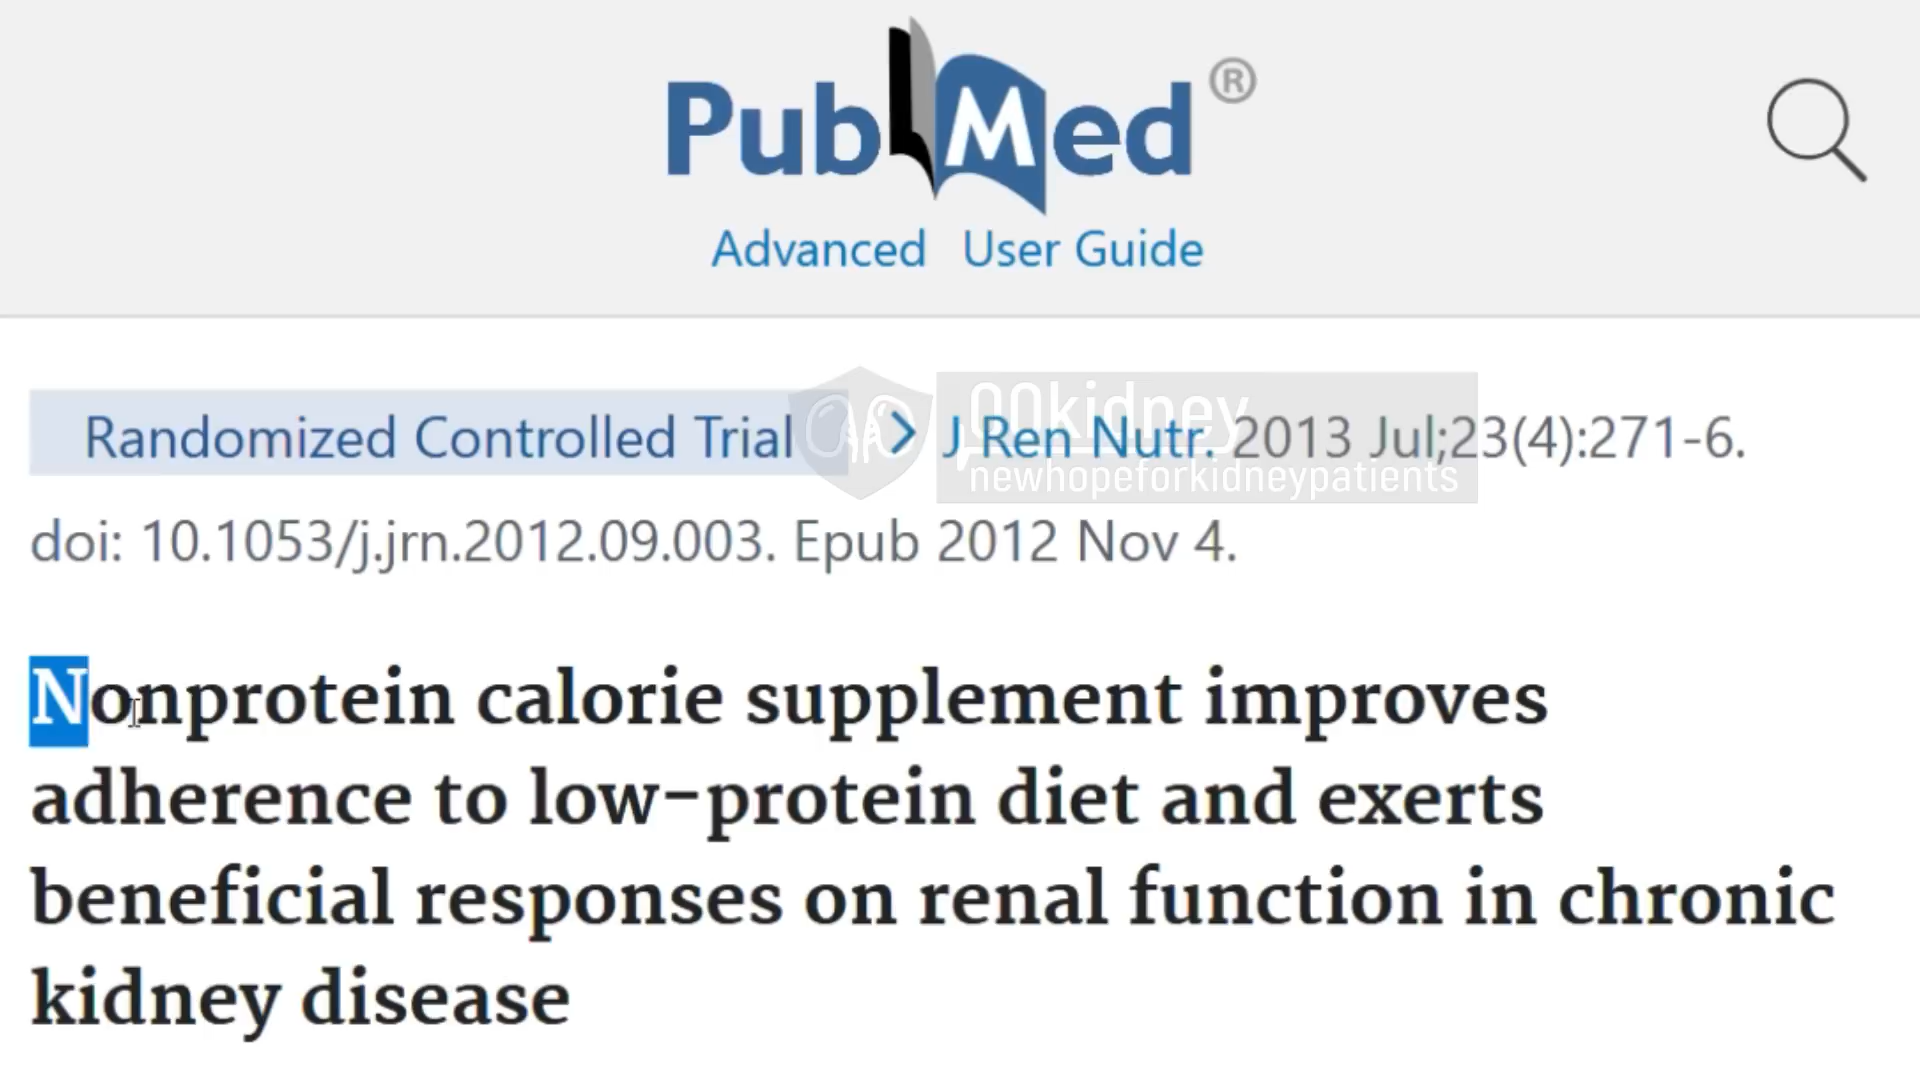 PubMed®
Advanced User Guide
Randomized Controlled Trial > J Ren Nutr. 2013 Jul;23(4):271-6.
00kidney
newhopeforkidneypatients
doi: 10.1053/j.jrn.2012.09.003. Epub 2012 Nov 4.
Nonprotein calorie supplement improves
adherence to low-protein diet and exerts
beneficial responses on renal function in chronic
kidney disease